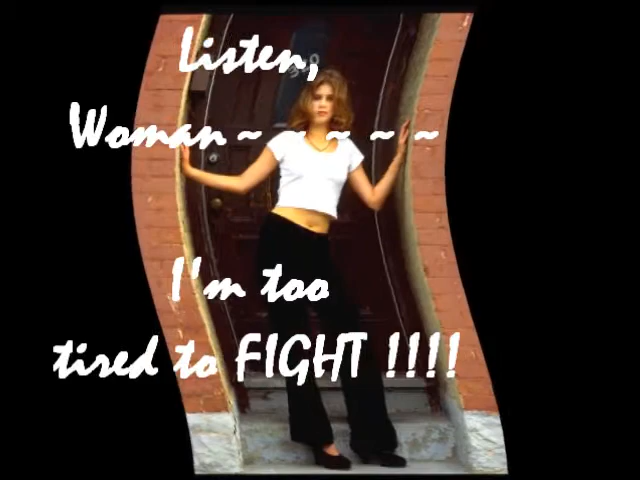 Listen,
Woman ~ ~ ~ ~ ~
I'm too
tired to FIGHT !!!!